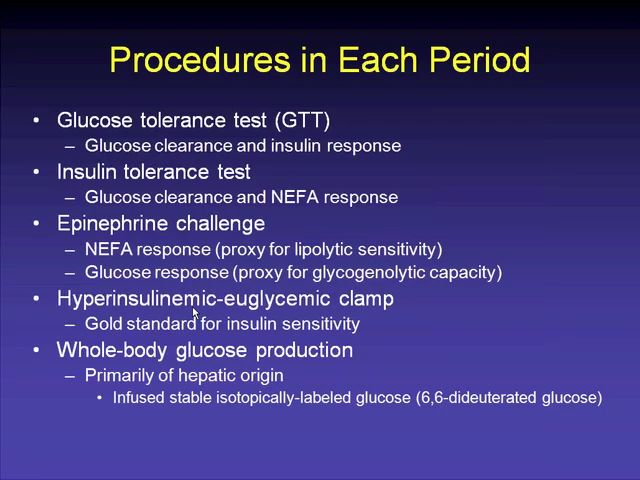 Procedures in Each Period
• Glucose tolerance test (GTT)
– Glucose clearance and insulin response
• Insulin tolerance test
– Glucose clearance and NEFA response
• Epinephrine challenge
– NEFA response (proxy for lipolytic sensitivity)
– Glucose response (proxy for glycogenolytic capacity)
• Hyperinsulinemic-euglycemic clamp
– Gold standard for insulin sensitivity
• Whole-body glucose production
– Primarily of hepatic origin
• Infused stable isotopically-labeled glucose (6,6-dideuterated glucose)